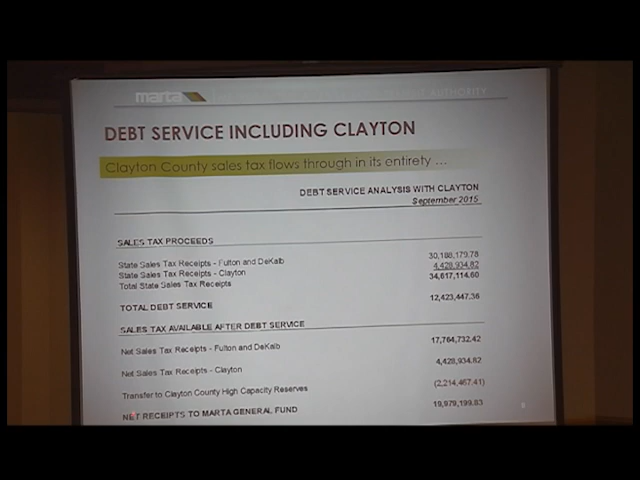 marta
AUTHORITY
DEBT SERVICE INCLUDING CLAYTON
Clayton County sales tax flows through in its entirety ...
DEBT SERVICE ANALYSIS WITH CLAYTON
September 2015
SALES TAX PROCEEDS
State Sales Tax Receipts - Fulton and DeKalb 30,188,179.78
State Sales Tax Receipts - Clayton 4,428,934.82
Total State Sales Tax Receipts 34,617,114.60
TOTAL DEBT SERVICE 12,423,447.36
SALES TAX AVAILABLE AFTER DEBT SERVICE
Net Sales Tax Receipts - Fulton and DeKalb 17,764,732.42
Net Sales Tax Receipts - Clayton 4,428,934.82
Transfer to Clayton County High Capacity Reserves (2,214,467.41)
NET RECEIPTS TO MARTA GENERAL FUND 19,979,199.83